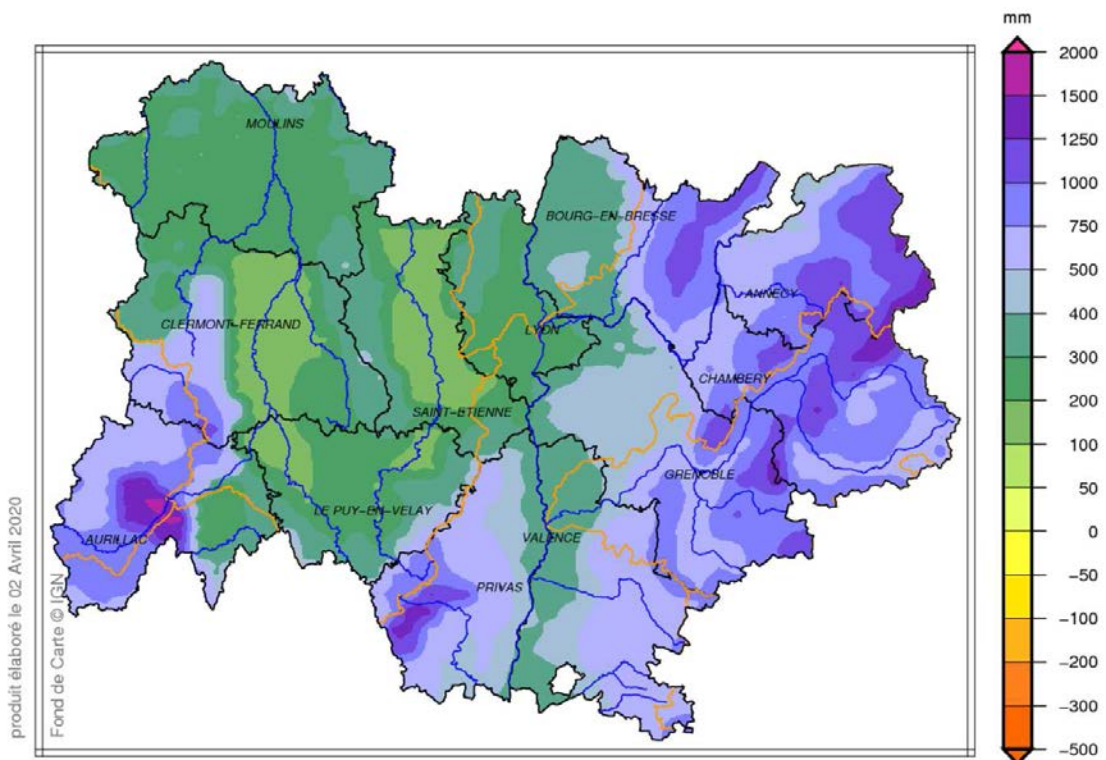 mm
2000
1500
1250
1000
750
500
400
300
200
100
50
0
-50
-100
-200
-300
-500
MOULINS
BOURG-EN-BRESSE
ANNECY
CLERMONT-FERRAND
LYON
CHAMBERY
SAINT-ETIENNE
GRENOBLE
LE PUY-EN-VELAY
AURILLAC
VALENCE
PRIVAS
produit élaboré le 02 Avril 2020
Fond de Carte © IGN